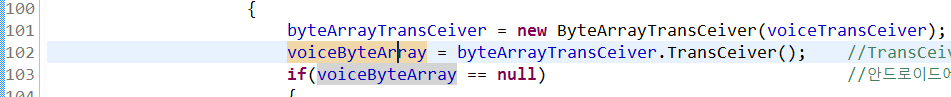 100 {
101 byteArrayTransCeiver = new ByteArrayTransCeiver(voiceTransCeiver);
102 voiceByteArray = byteArrayTransCeiver.TransCeiver(); //TransCeiv
103 if(voiceByteArray == null) //안드로이드에
104 {